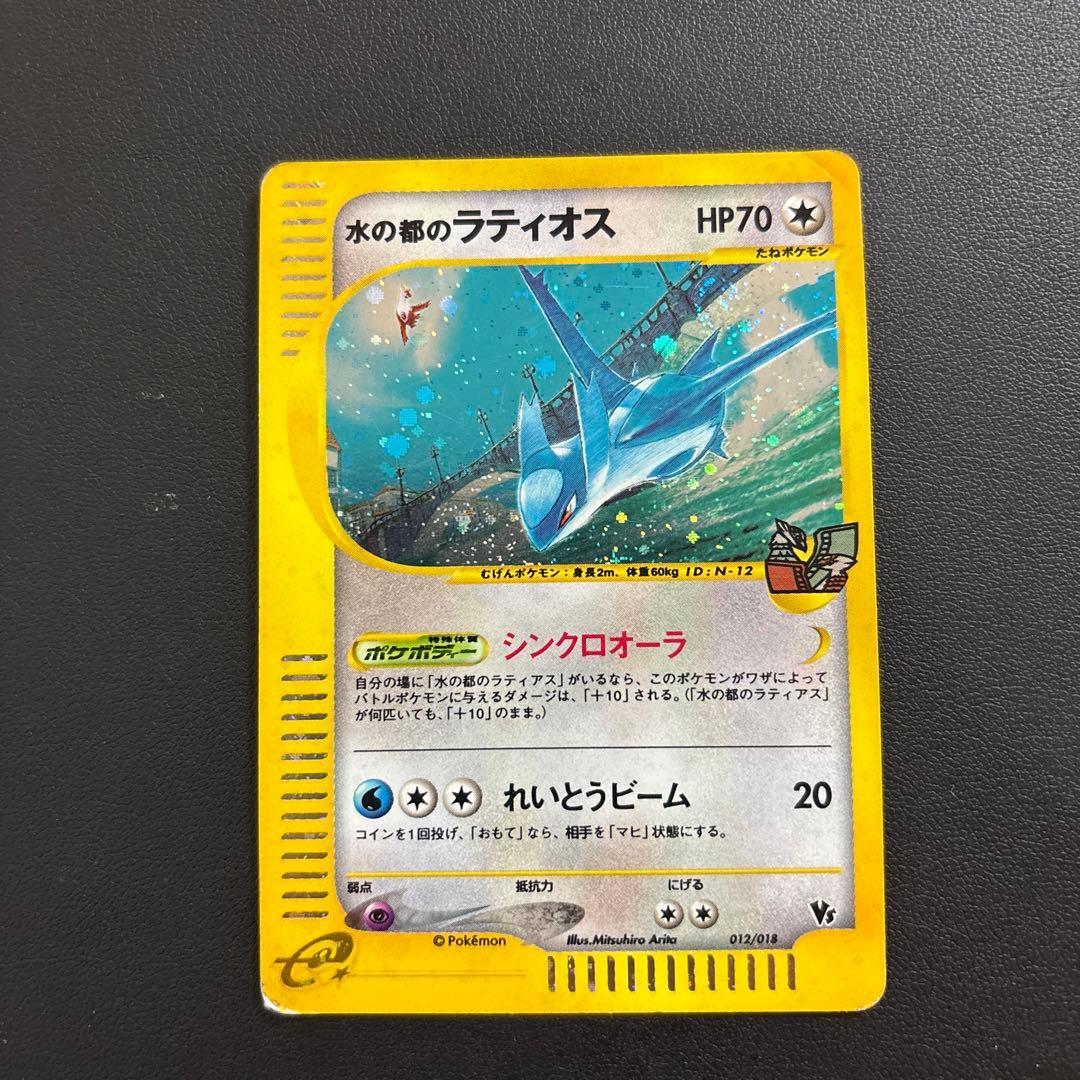 水の都のラティオス HP70
たねポケモン
むげんポケモン：身長2m、体重60kg ID:N-12
特殊体質
ポケボディー シンクロオーラ
自分の場に「水の都のラティアス」がいるなら、このポケモンがワザによって
バトルポケモンに与えるダメージは、「＋10」される。（「水の都のラティアス」
が何匹いても、「＋10」のまま。）
れいとうビーム 20
コインを1回投げ、「おもて」なら、相手を「マヒ」状態にする。
弱点 抵抗力 にげる
Vs
© Pokémon Illus.Mitsuhiro Arita 012/018
e